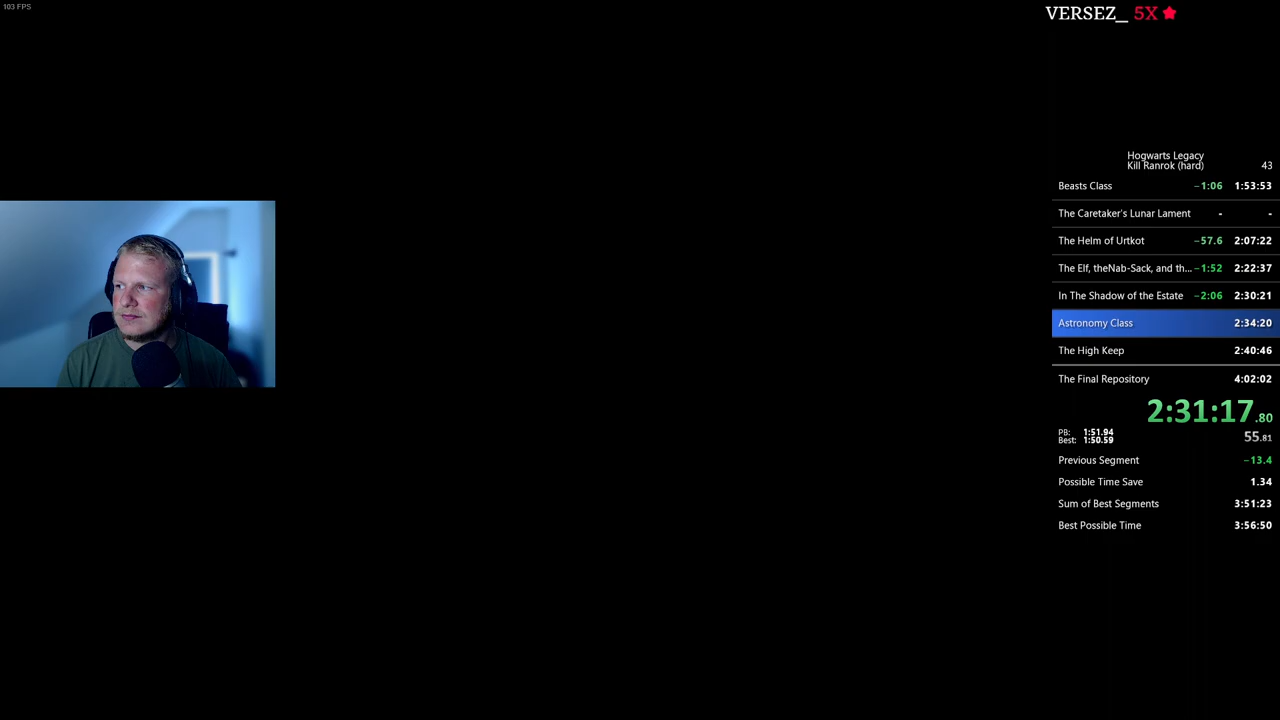 103 FPS
VERSEZ_ 5X
Hogwarts Legacy
Kill Ranrok (hard) 43
Beasts Class -1:06 1:53:53
The Caretaker's Lunar Lament - -
The Helm of Urtkot -57.6 2:07:22
The Elf, theNab-Sack, and th... -1:52 2:22:37
In The Shadow of the Estate -2:06 2:30:21
Astronomy Class 2:34:20
The High Keep 2:40:46
The Final Repository 4:02:02
2:31:17.80
PB: 1:51.94 55.81
Best: 1:50.59
Previous Segment -13.4
Possible Time Save 1.34
Sum of Best Segments 3:51:23
Best Possible Time 3:56:50